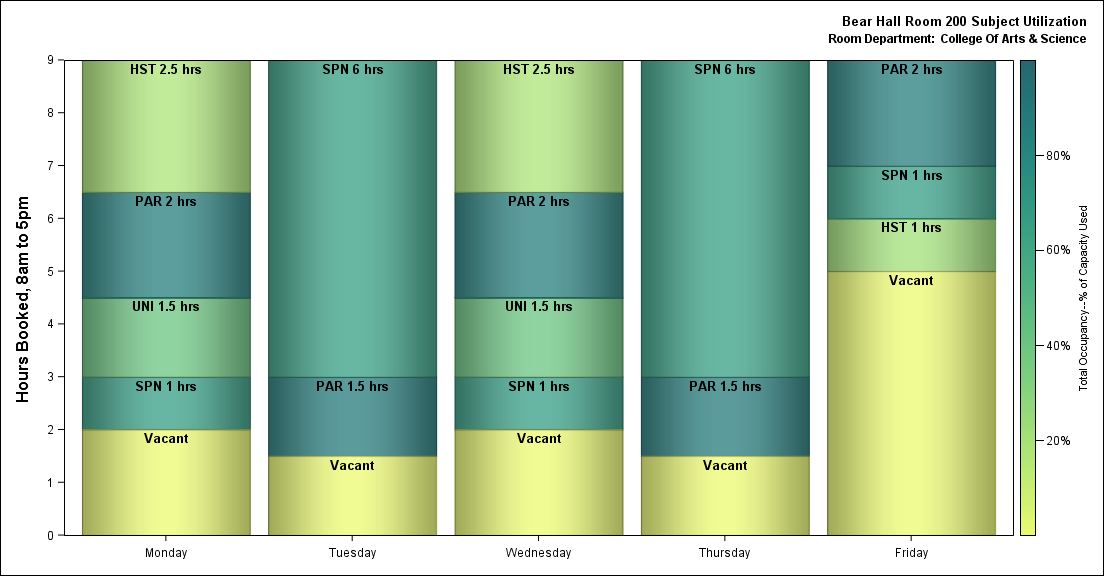 Bear Hall Room 200 Subject Utilization
Room Department: College Of Arts & Science
Hours Booked, 8am to 5pm
9
8
7
6
5
4
3
2
1
0
HST 2.5 hrs
PAR 2 hrs
UNI 1.5 hrs
SPN 1 hrs
Vacant
SPN 6 hrs
PAR 1.5 hrs
Vacant
HST 2.5 hrs
PAR 2 hrs
UNI 1.5 hrs
SPN 1 hrs
Vacant
SPN 6 hrs
PAR 1.5 hrs
Vacant
PAR 2 hrs
SPN 1 hrs
HST 1 hrs
Vacant
Monday
Tuesday
Wednesday
Thursday
Friday
80%
60%
40%
20%
Total Occupancy--% of Capacity Used